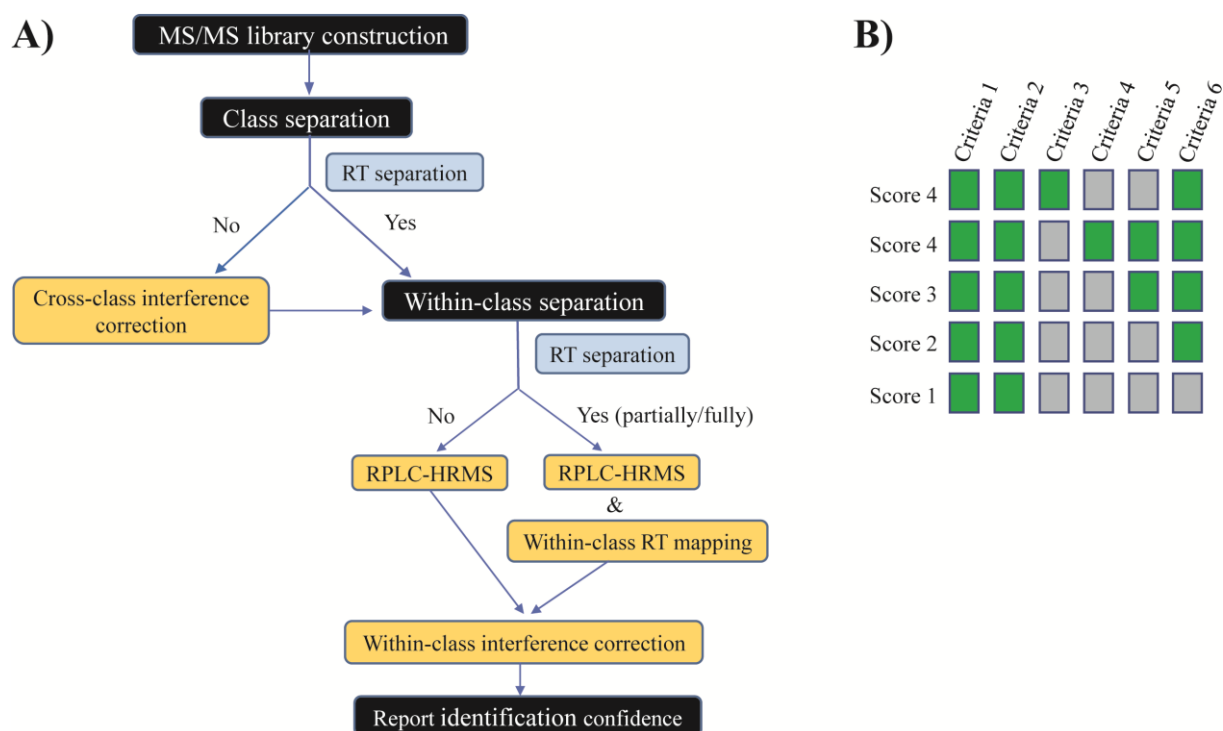 A)
MS/MS library construction
Class separation
RT separation
No
Yes
Cross-class interference
correction
Within-class separation
RT separation
No
Yes (partially/fully)
RPLC-HRMS
RPLC-HRMS
&
Within-class RT mapping
Within-class interference correction
Report identification confidence
B)
Criteria 1
Criteria 2
Criteria 3
Criteria 4
Criteria 5
Criteria 6
Score 4
Score 4
Score 3
Score 2
Score 1